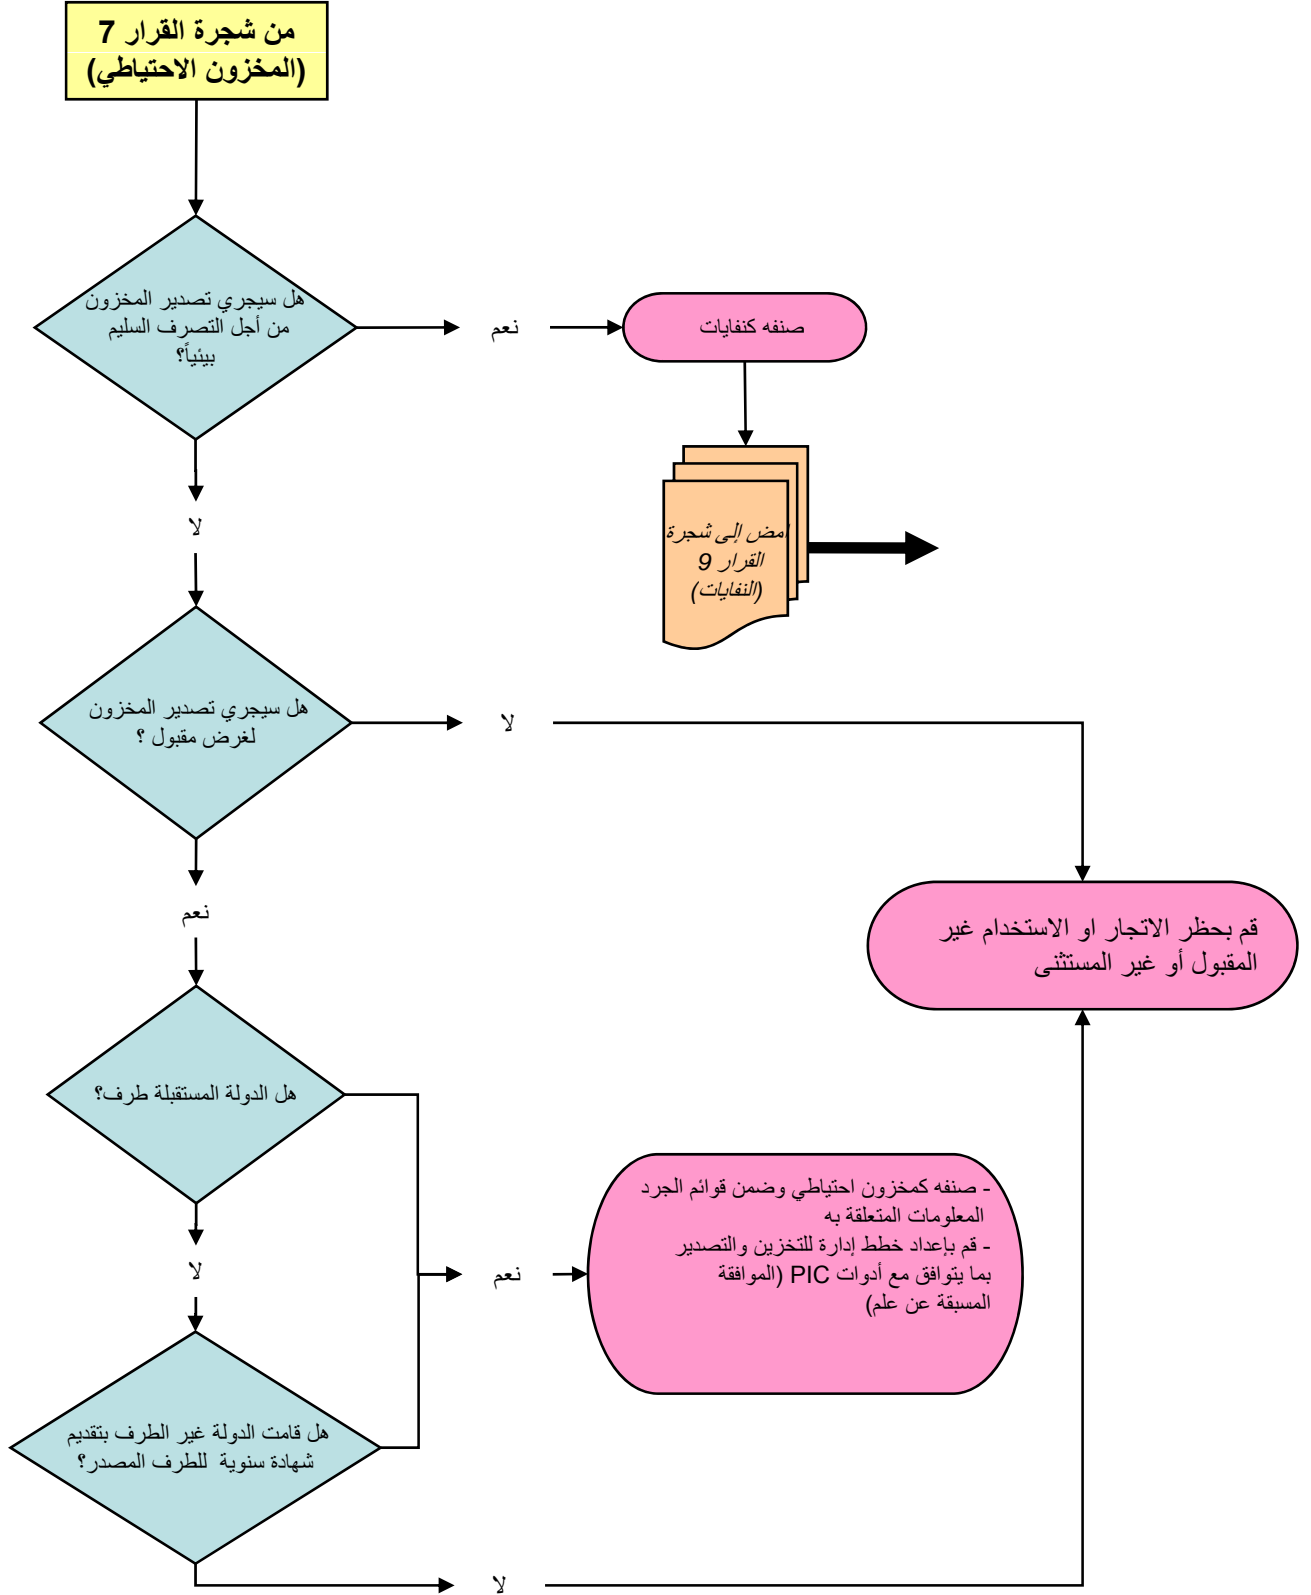 من شجرة القرار 7
(المخزون الاحتياطي)
هل سيجري تصدير المخزون
من أجل التصرف السليم
بيئياً؟
نعم
صنفه كنفايات
امض إلى شجرة
القرار 9
(النفايات)
لا
هل سيجري تصدير المخزون
لغرض مقبول ؟
لا
نعم
قم بحظر الاتجار او الاستخدام غير
المقبول أو غير المستثنى
هل الدولة المستقبلة طرف؟
- صنفه كمخزون احتياطي وضمن قوائم الجرد
المعلومات المتعلقة به
- قم بإعداد خطط إدارة للتخزين والتصدير
بما يتوافق مع أدوات PIC (الموافقة
المسبقة عن علم)
لا
نعم
هل قامت الدولة غير الطرف بتقديم
شهادة سنوية للطرف المصدر؟
لا